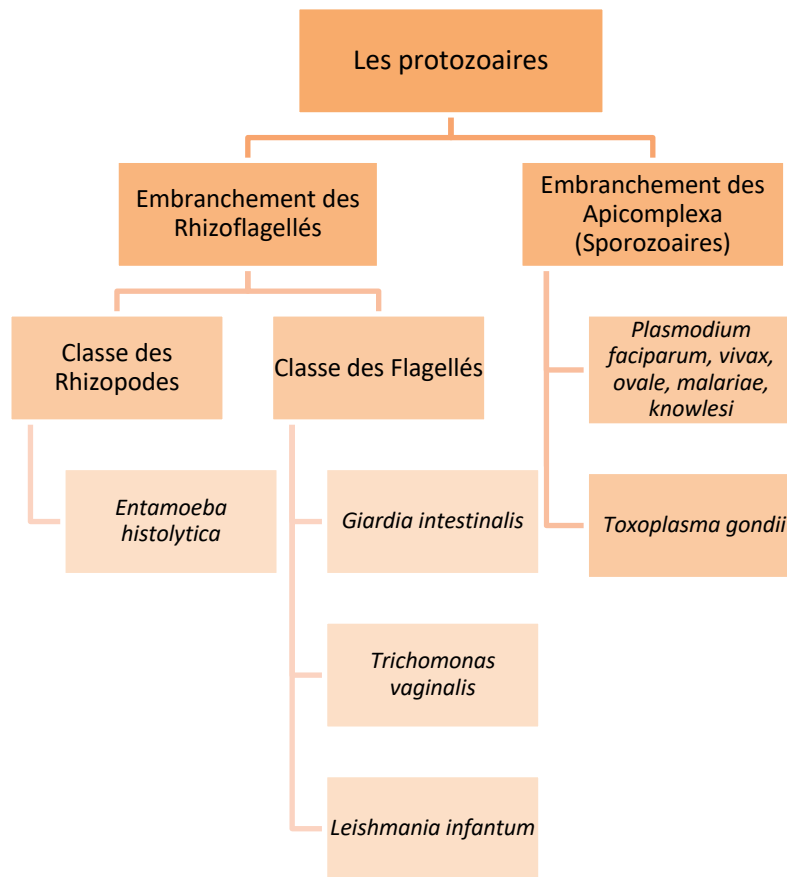 Les protozoaires
Embranchement des
Rhizoflagellés
Embranchement des
Apicomplexa
(Sporozoaires)
Classe des
Rhizopodes
Classe des Flagellés
Plasmodium
faciparum, vivax,
ovale, malariae,
knowlesi
Entamoeba
histolytica
Giardia intestinalis
Toxoplasma gondii
Trichomonas
vaginalis
Leishmania infantum